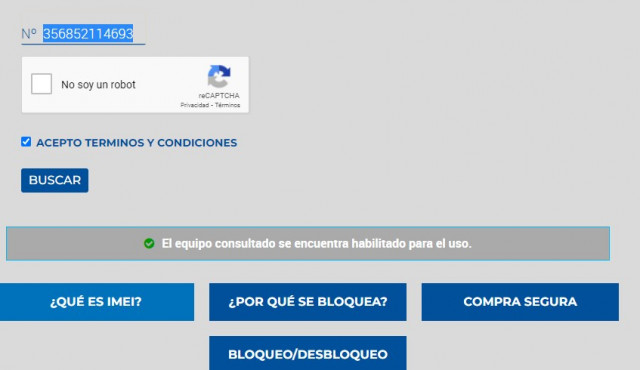 Nº 356852114693
No soy un robot
reCAPTCHA
Privacidad - Términos
ACEPTO TERMINOS Y CONDICIONES
BUSCAR
El equipo consultado se encuentra habilitado para el uso.
¿QUÉ ES IMEI? ¿POR QUÉ SE BLOQUEA? COMPRA SEGURA
BLOQUEO/DESBLOQUEO